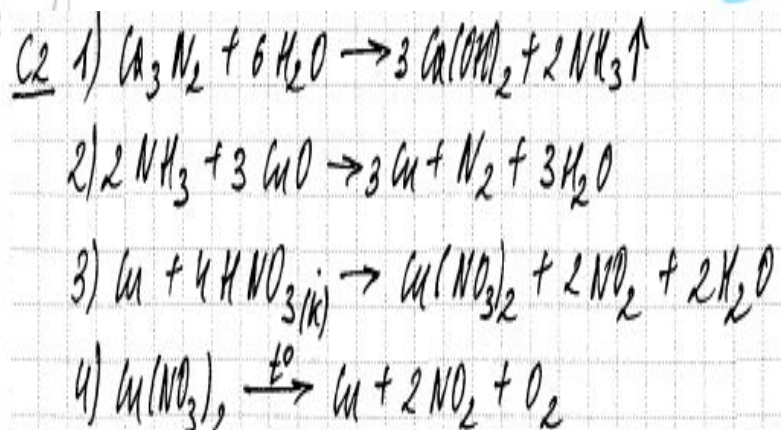 C2 1) Ca₃N₂ + 6H₂O → 3Ca(OH)₂ + 2NH₃↑
2) 2NH₃ + 3CuO → 3Cu + N₂ + 3H₂O
3) Cu + 4HNO₃(к) → Cu(NO₃)₂ + 2NO₂ + 2H₂O
4) Cu(NO₃)₂ t° → Cu + 2NO₂ + O₂